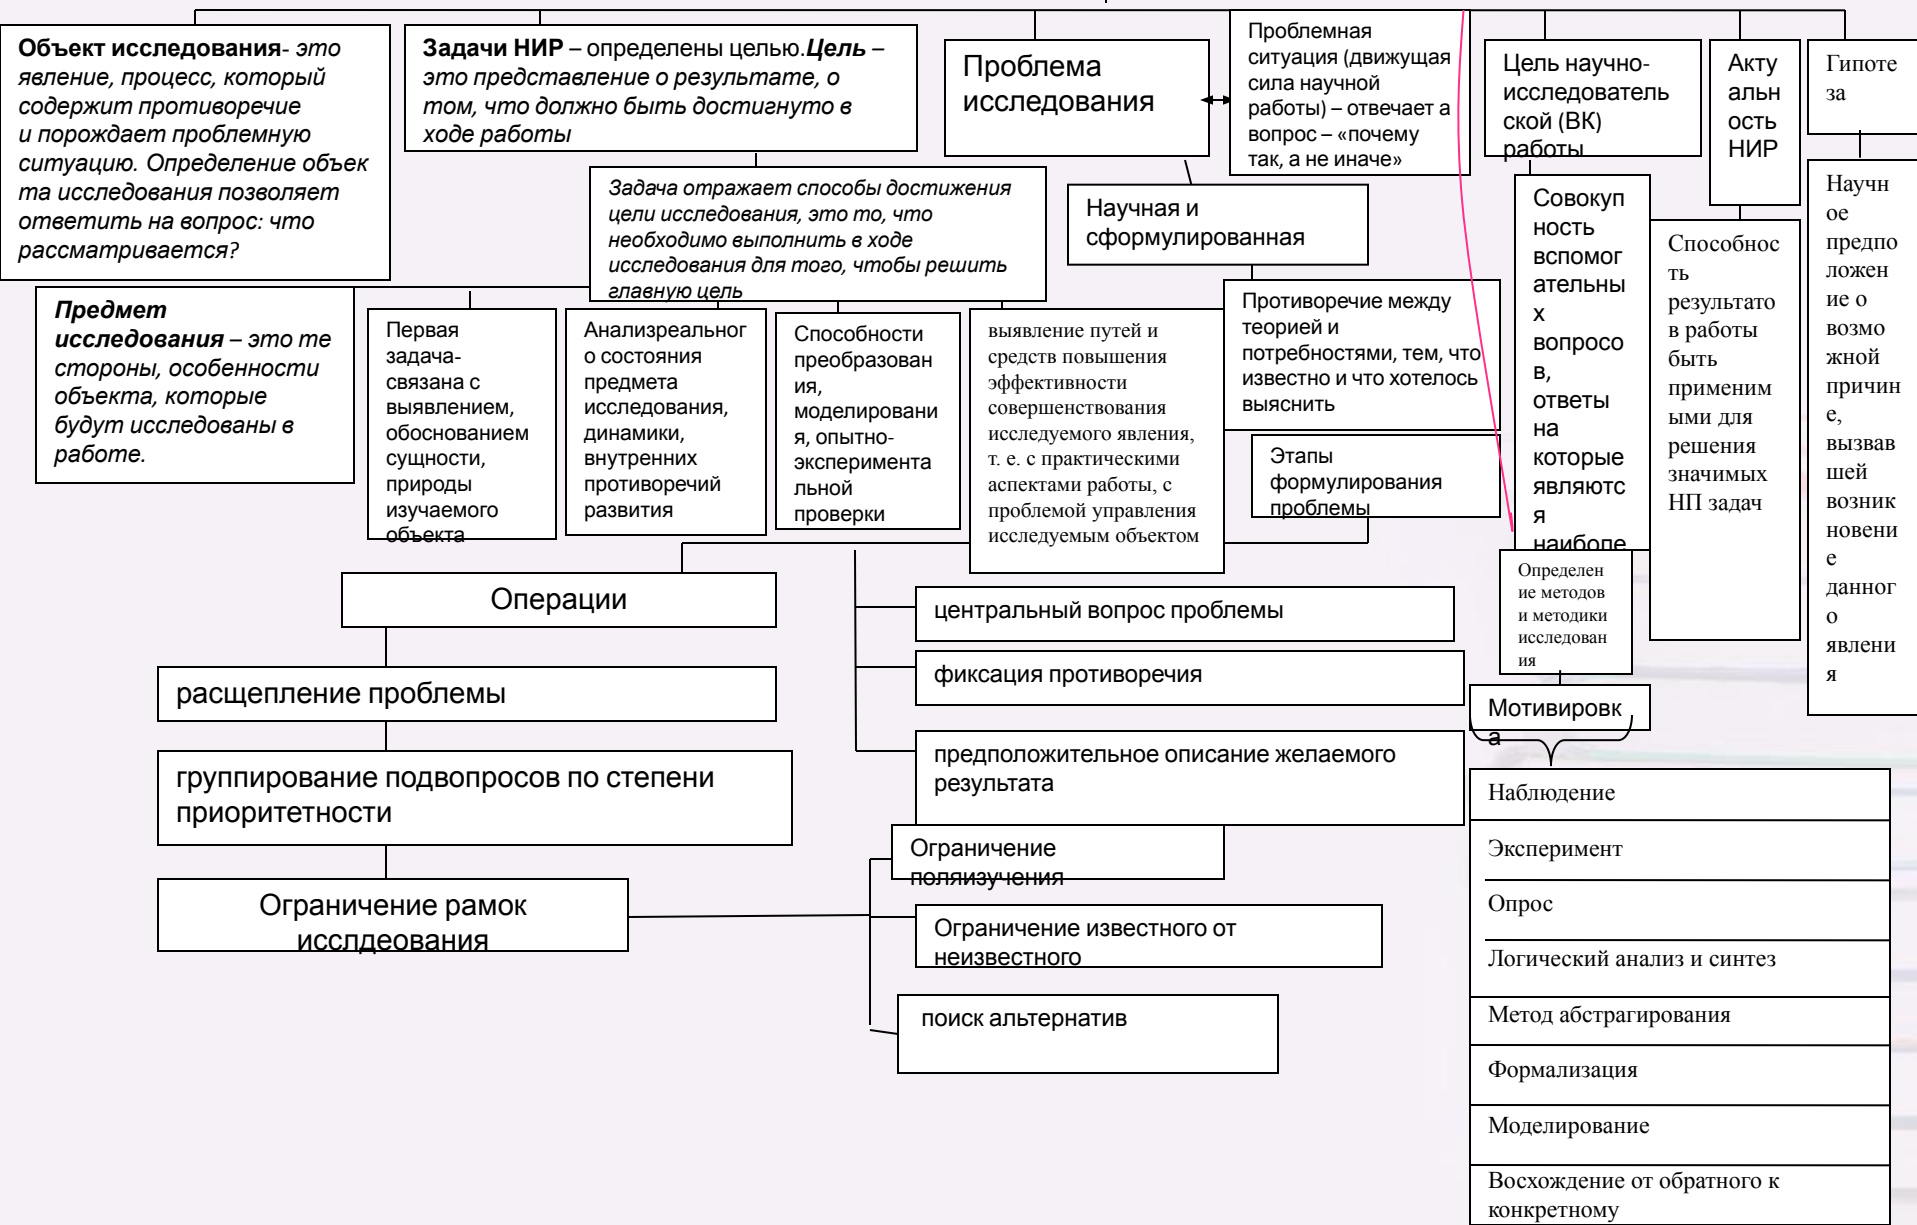 Объект исследования- это
явление, процесс, который
содержит противоречие
и порождает проблемную
ситуацию. Определение объек
та исследования позволяет
ответить на вопрос: что
рассматривается?
Предмет
исследования – это те
стороны, особенности
объекта, которые
будут исследованы в
работе.
Задачи НИР – определены целью.Цель –
это представление о результате, о
том, что должно быть достигнуто в
ходе работы
Задача отражает способы достижения
цели исследования, это то, что
необходимо выполнить в ходе
исследования для того, чтобы решить
главную цель
Первая
задача-
связана с
выявлением,
обоснованием
сущности,
природы
изучаемого
объекта
Анализреальног
о состояния
предмета
исследования,
динамики,
внутренних
противоречий
развития
Способности
преобразован
ия,
моделировани
я, опытно-
эксперимента
льной
проверки
выявление путей и
средств повышения
эффективности
совершенствования
исследуемого явления,
т. е. с практическими
аспектами работы, с
проблемой управления
исследуемым объектом
Проблема
исследования
Проблемная
ситуация (движущая
сила научной
работы) – отвечает а
вопрос – «почему
так, а не иначе»
Научная и
сформулированная
Противоречие между
теорией и
потребностями, тем, что
известно и что хотелось
выяснить
Этапы
формулирования
проблемы
Цель научно-
исследователь
ской (ВК)
работы
Совокуп
ность
вспомог
ательны
х
вопросо
в,
ответы
на
которые
являютс
я
наиболе
Акту
альн
ость
НИР
Способнос
ть
результато
в работы
быть
применим
ыми для
решения
значимых
НП задач
Гипоте
за
Научн
ое
предпо
ложен
ие о
возмо
жной
причин
е,
вызвав
шей
возник
новени
е
данног
о
явлени
я
Определен
ие методов
и методики
исследован
ия
Мотивировк
а
Наблюдение
Эксперимент
Опрос
Логический анализ и синтез
Метод абстрагирования
Формализация
Моделирование
Восхождение от обратного к
конкретному
Операции
расщепление проблемы
группирование подвопросов по степени
приоритетности
Ограничение рамок
исслдеования
центральный вопрос проблемы
фиксация противоречия
предположительное описание желаемого
результата
Ограничение
поляизучения
Ограничение известного от
неизвестного
поиск альтернатив